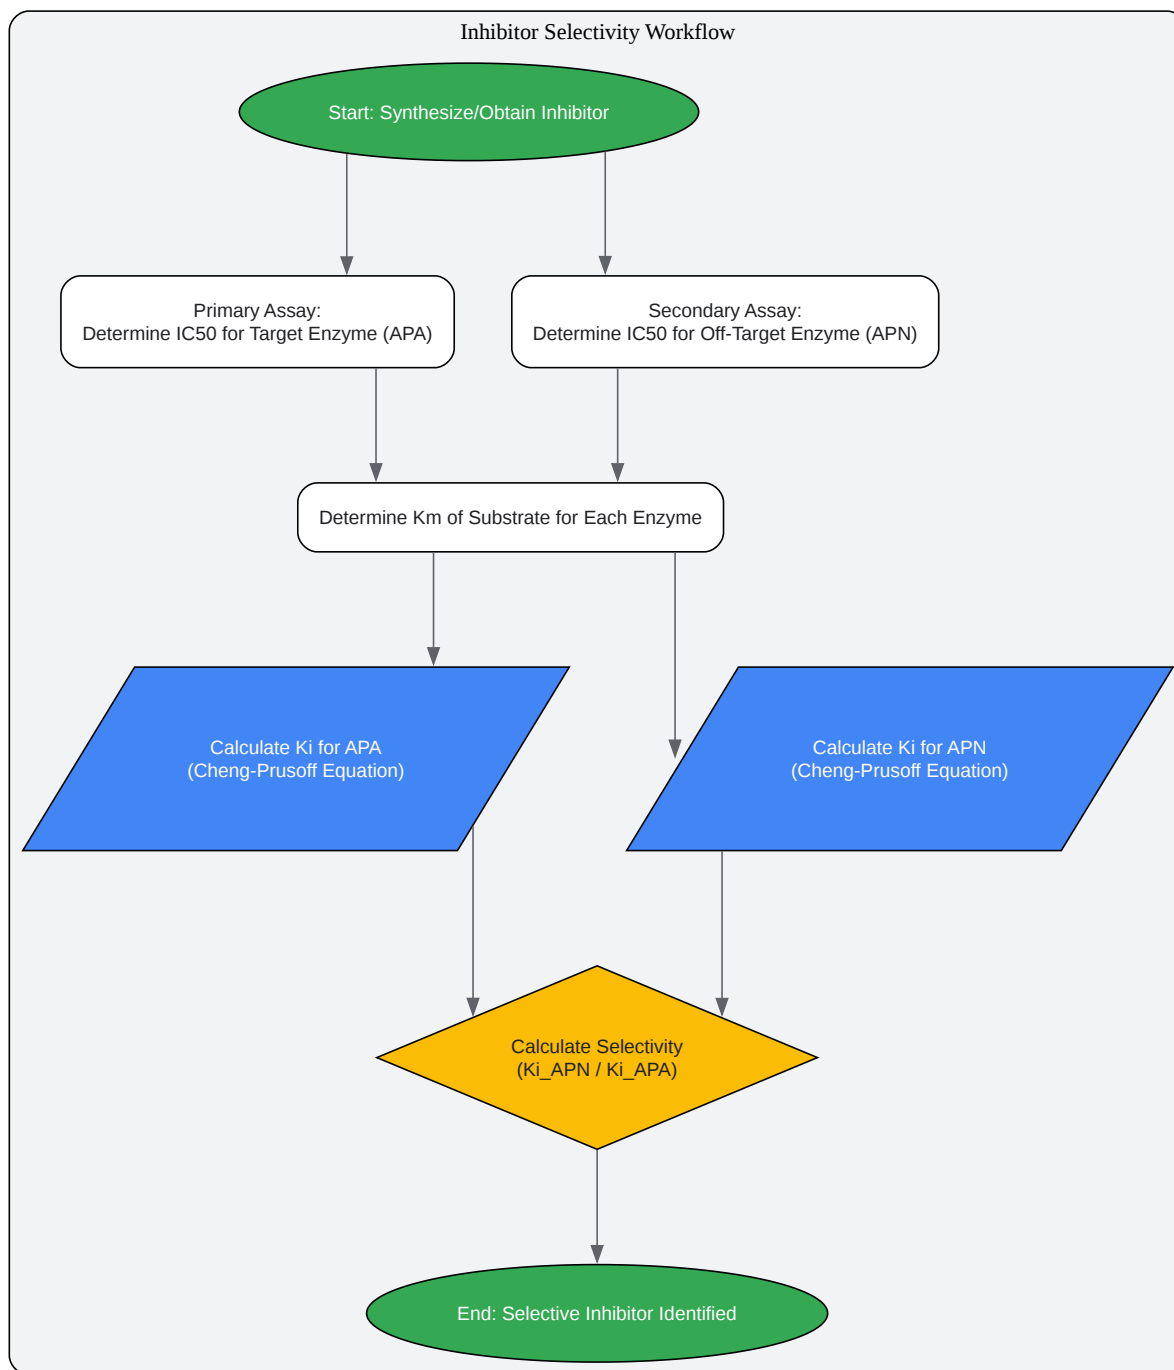 Inhibitor Selectivity Workflow
Start: Synthesize/Obtain Inhibitor
Primary Assay:
Determine IC50 for Target Enzyme (APA)
Secondary Assay:
Determine IC50 for Off-Target Enzyme (APN)
Determine Km of Substrate for Each Enzyme
Calculate Ki for APA
(Cheng-Prusoff Equation)
Calculate Ki for APN
(Cheng-Prusoff Equation)
Calculate Selectivity
(Ki_APN / Ki_APA)
End: Selective Inhibitor Identified